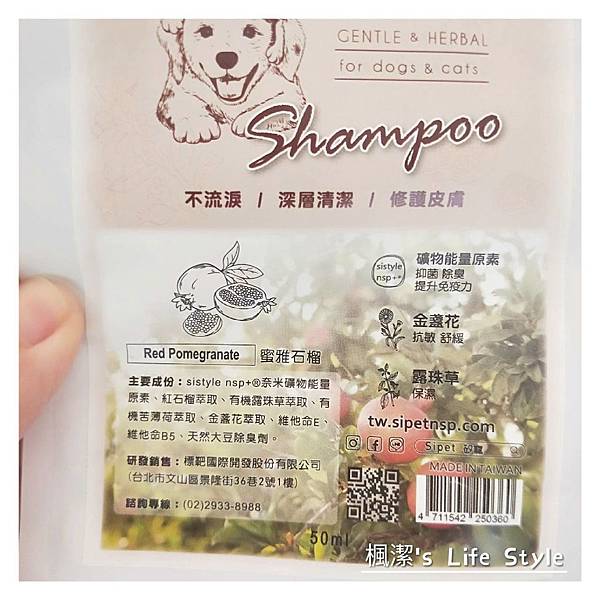 GENTLE & HERBAL
for dogs & cats
Shampoo
不流淚 / 深層清潔 / 修護皮膚
sistyle
nsp+®
礦物能量原素
抑菌 除臭
提升免疫力
金盞花
抗敏 舒緩
露珠草
保濕
Red Pomegranate 蜜雅石榴
主要成份：sistyle nsp+®奈米礦物能量
原素、紅石榴萃取、有機露珠草萃取、有
機苦薄荷萃取、金盞花萃取、維他命E、
維他命B5、天然大豆除臭劑。
研發銷售：標靶國際開發股份有限公司
(台北市文山區景隆街36巷2號1樓)
諮詢專線：(02)2933-8988
50ml
tw.sipetnsp.com
Sipet 矽寵
MADE IN TAIWAN
4 711542 250360
楓潔's Life Style